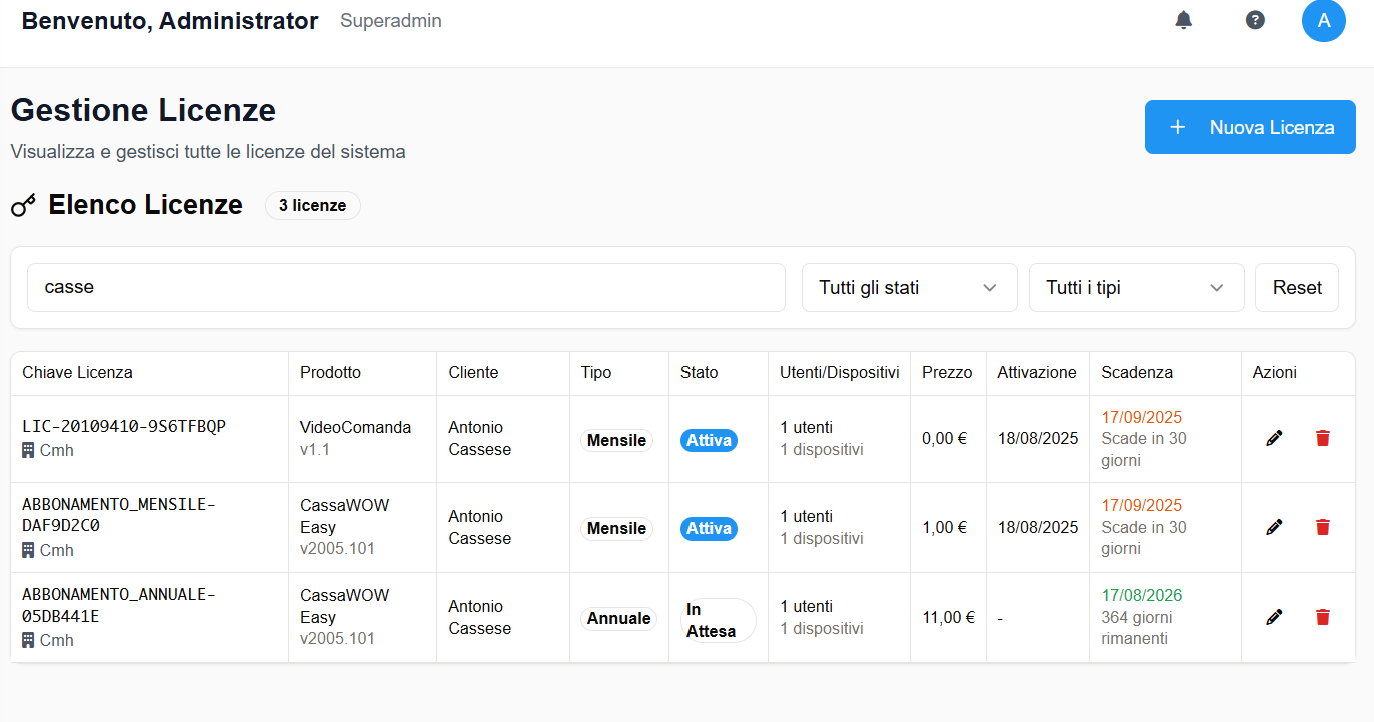 Benvenuto, Administrator Superadmin
?
A
Gestione Licenze
Visualizza e gestisci tutte le licenze del sistema
+ Nuova Licenza
Elenco Licenze 3 licenze
casse Tutti gli stati Tutti i tipi Reset
Chiave Licenza Prodotto Cliente Tipo Stato Utenti/Dispositivi Prezzo Attivazione Scadenza Azioni
LIC-20109410-9S6TFBQP
Cmh
VideoComanda
v1.1
Antonio
Cassese
Mensile
Attiva
1 utenti
1 dispositivi
0,00 €
18/08/2025
17/09/2025
Scade in 30
giorni
ABBONAMENTO_MENSILE-
DAF9D2C0
Cmh
CassaWOW
Easy
v2005.101
Antonio
Cassese
Mensile
Attiva
1 utenti
1 dispositivi
1,00 €
18/08/2025
17/09/2025
Scade in 30
giorni
ABBONAMENTO_ANNUALE-
05DB441E
Cmh
CassaWOW
Easy
v2005.101
Antonio
Cassese
Annuale
In
Attesa
1 utenti
1 dispositivi
11,00 €
-
17/08/2026
364 giorni
rimanenti